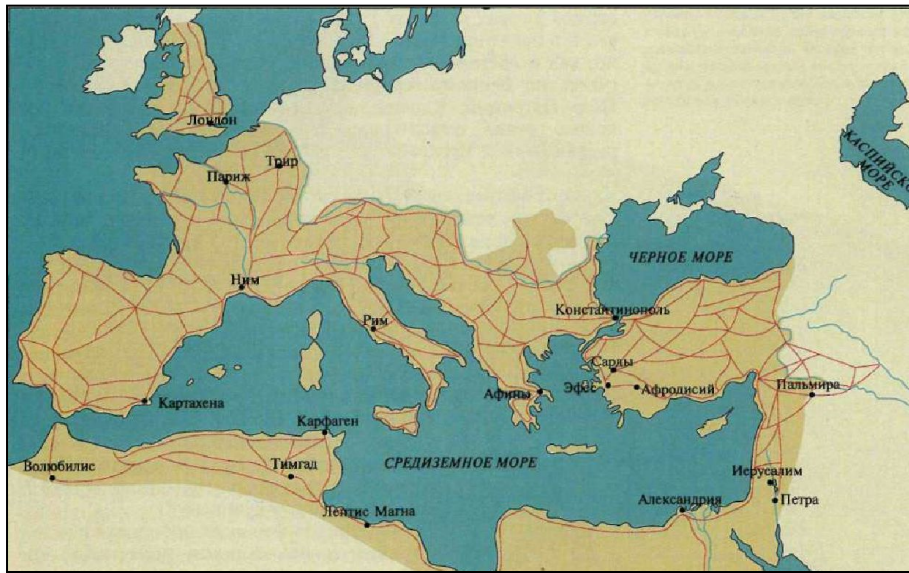 Лондон
Трир
Париж
КАСПИЙСКОЕ
МОРЕ
ЧЕРНОЕ МОРЕ
Ним
Рим
Константинополь
Сарды
Эфес
Афродисий
Афины
Пальмира
Картахена
Карфаген
СРЕДИЗЕМНОЕ МОРЕ
Волюбилис
Тимгад
Лептис Магна
Александрия
Иерусалим
Петра